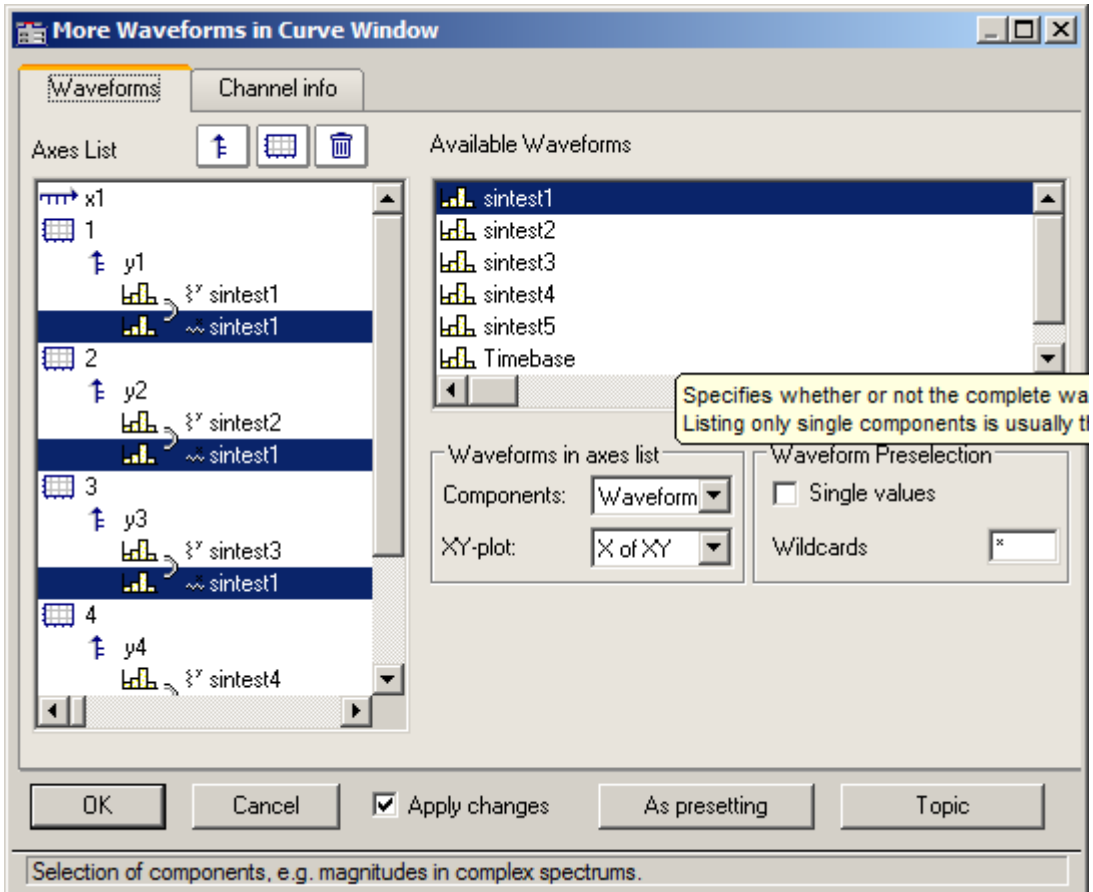 More Waveforms in Curve Window
Waveforms
Channel info
Axes List
Available Waveforms
x1
1
y1
sintest1
sintest1
2
y2
sintest2
sintest1
3
y3
sintest3
sintest1
4
y4
sintest4
sintest1
sintest2
sintest3
sintest4
sintest5
Timebase
Specifies whether or not the complete wa
Listing only single components is usually t
Waveforms in axes list
Components:
Waveform
XY-plot:
X of XY
Waveform Preselection
Single values
Wildcards
*
OK
Cancel
Apply changes
As presetting
Topic
Selection of components, e.g. magnitudes in complex spectrums.